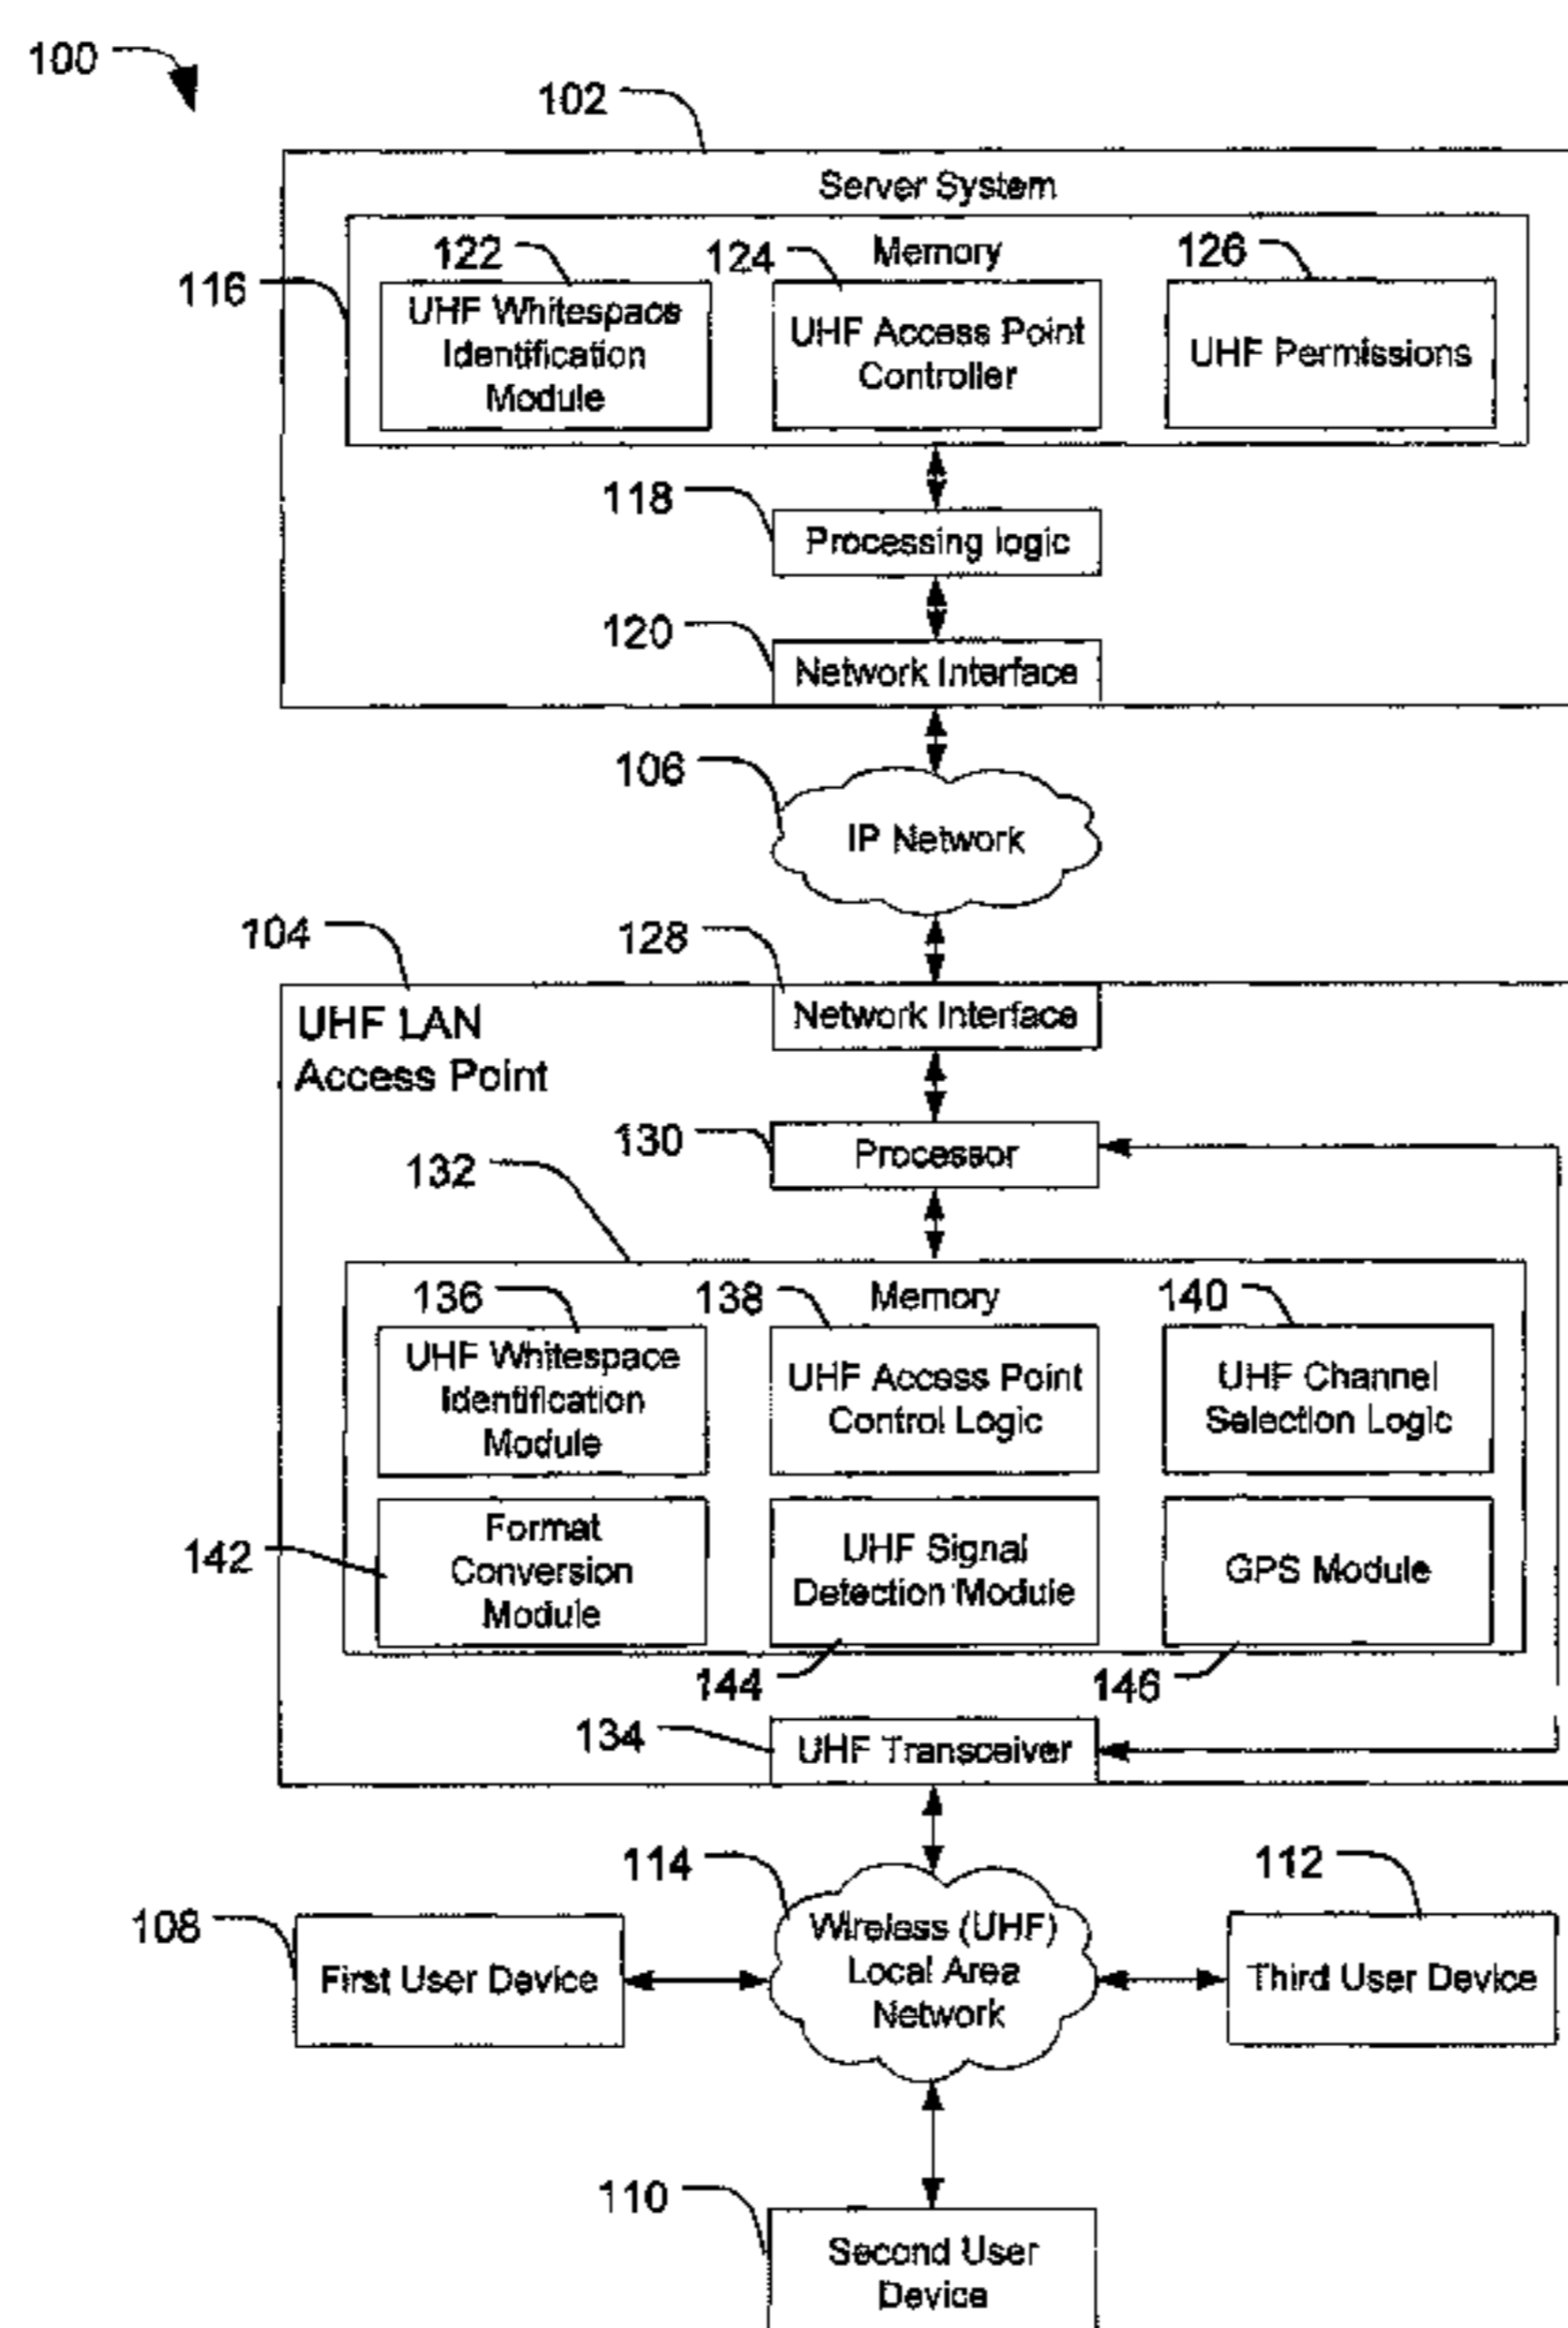 100
102
Server System
Memory
116
122
UHF Whitespace
Identification
Module
124
UHF Access Point
Controller
126
UHF Permissions
118
Processing logic
120
Network Interface
106
IP Network
104
UHF LAN
Access Point
128
Network Interface
130
Processor
132
Memory
136
UHF Whitespace
Identification
Module
138
UHF Access Point
Control Logic
140
UHF Channel
Selection Logic
142
Format
Conversion
Module
UHF Signal
Detection Module
144
GPS Module
146
134
UHF Transceiver
114
Wireless (UHF)
Local Area
Network
108
First User Device
112
Third User Device
110
Second User
Device